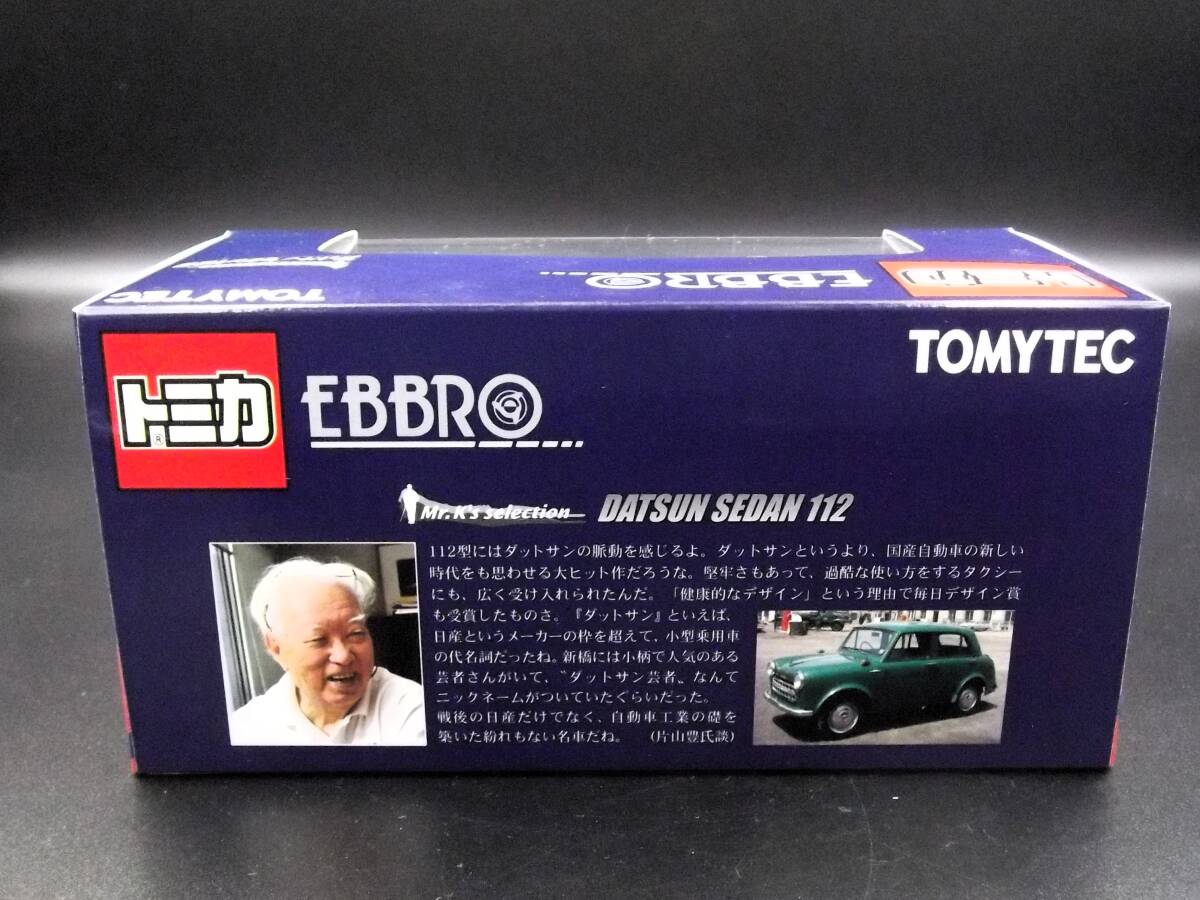 TOMYTEC
EBBRO
トミカ
EBBRO
TOMYTEC
Mr. K's selection
DATSUN SEDAN 112
112型にはダットサンの脈動を感じるよ。ダットサンというより、国産自動車の新しい
時代をも思わせる大ヒット作だろうな。堅牢さもあって、過酷な使い方をするタクシー
にも、広く受け入れられたんだ。「健康的なデザイン」という理由で毎日デザイン賞
も受賞したものさ。『ダットサン』といえば、
日産というメーカーの枠を超えて、小型乗用車
の代名詞だったね。新橋には小柄で人気のある
芸者さんがいて、〝ダットサン芸者〟なんて
ニックネームがついていたぐらいだった。
戦後の日産だけでなく、自動車工業の礎を
築いた紛れもない名車だね。 (片山豊氏談)